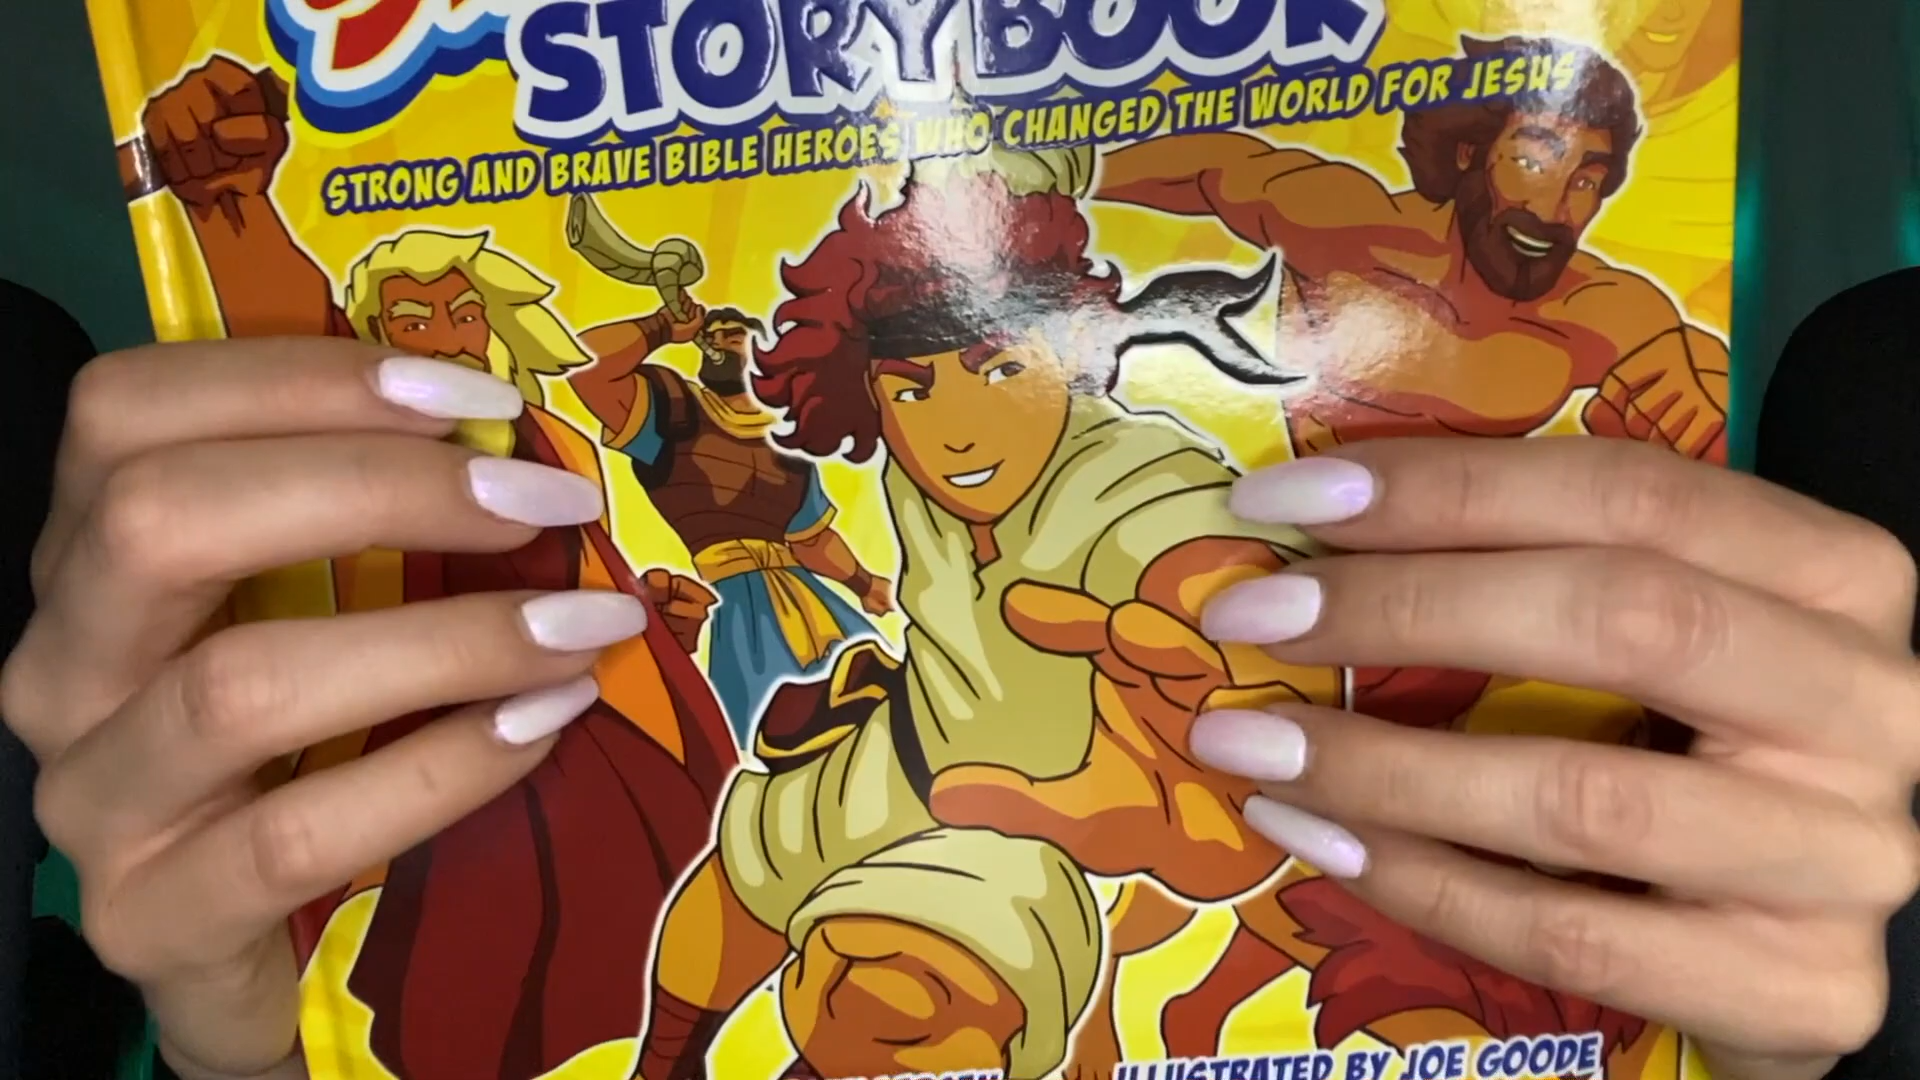 STORYBOOK
STRONG AND BRAVE BIBLE HEROES WHO CHANGED THE WORLD FOR JESUS
ILLUSTRATED BY JOE GOODE